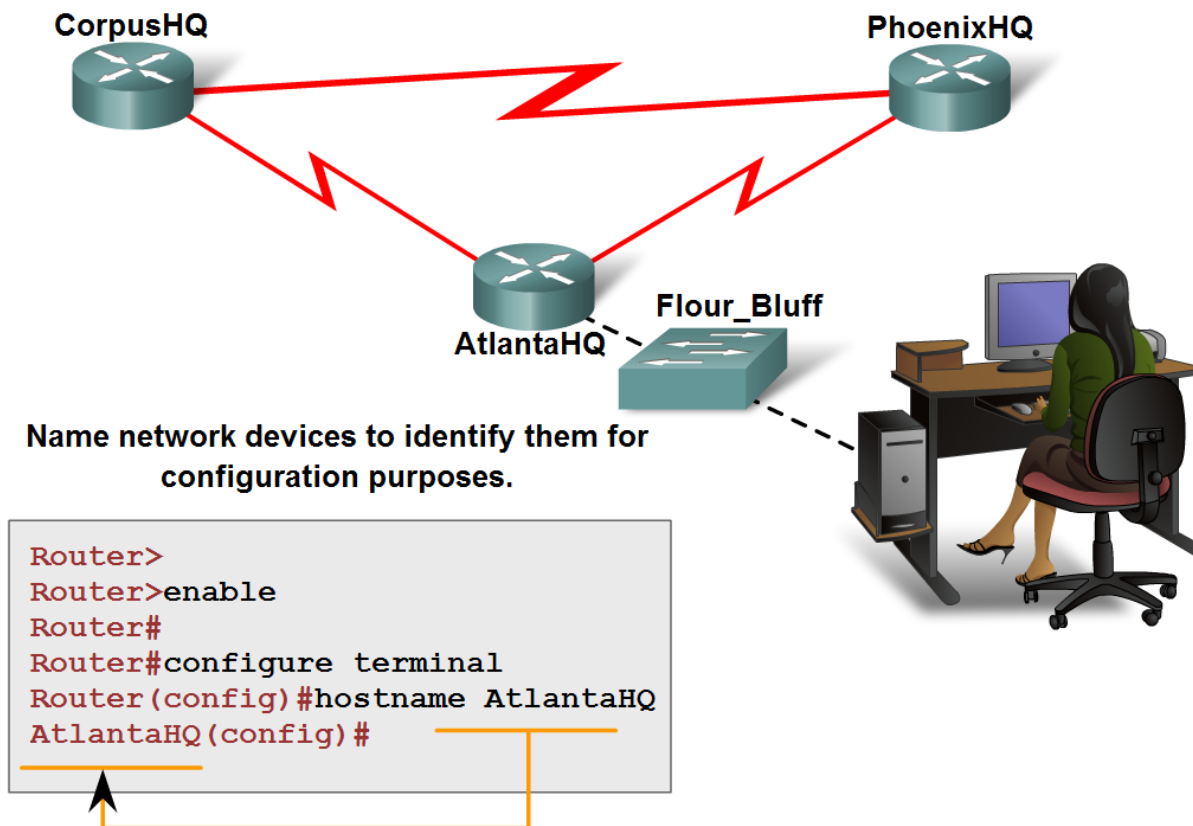 CorpusHQ
PhoenixHQ
Flour_Bluff
AtlantaHQ
Name network devices to identify them for
configuration purposes.
Router>
Router>enable
Router#
Router#configure terminal
Router(config)#hostname AtlantaHQ
AtlantaHQ(config)#